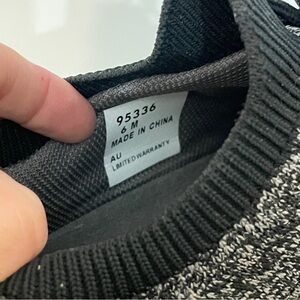 95336
6 M
MADE IN CHINA
AU
LIMITED WARRANTY